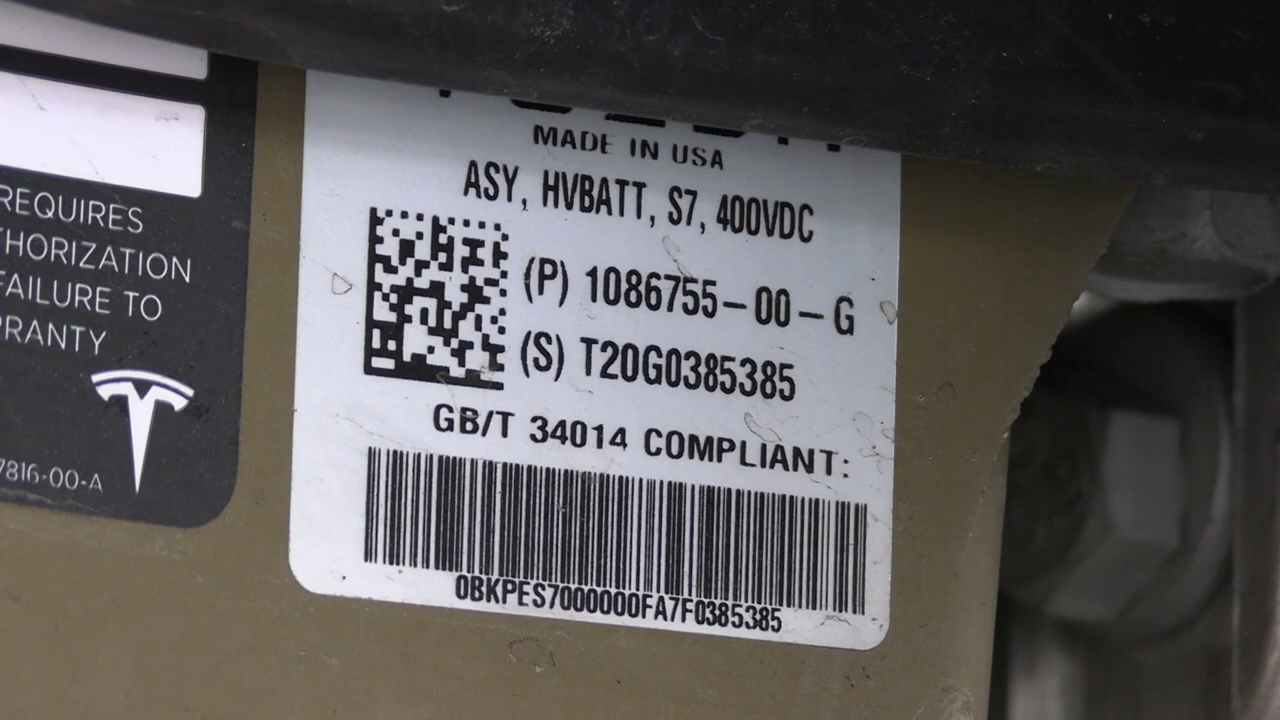 REQUIRES
THORIZATION
FAILURE TO
RRANTY
7816-00-A
MADE IN USA
ASY, HVBATT, S7, 400VDC
(P) 1086755-00-G
(S) T20G0385385
GB/T 34014 COMPLIANT:
0BKPES7000000FA7F0385385